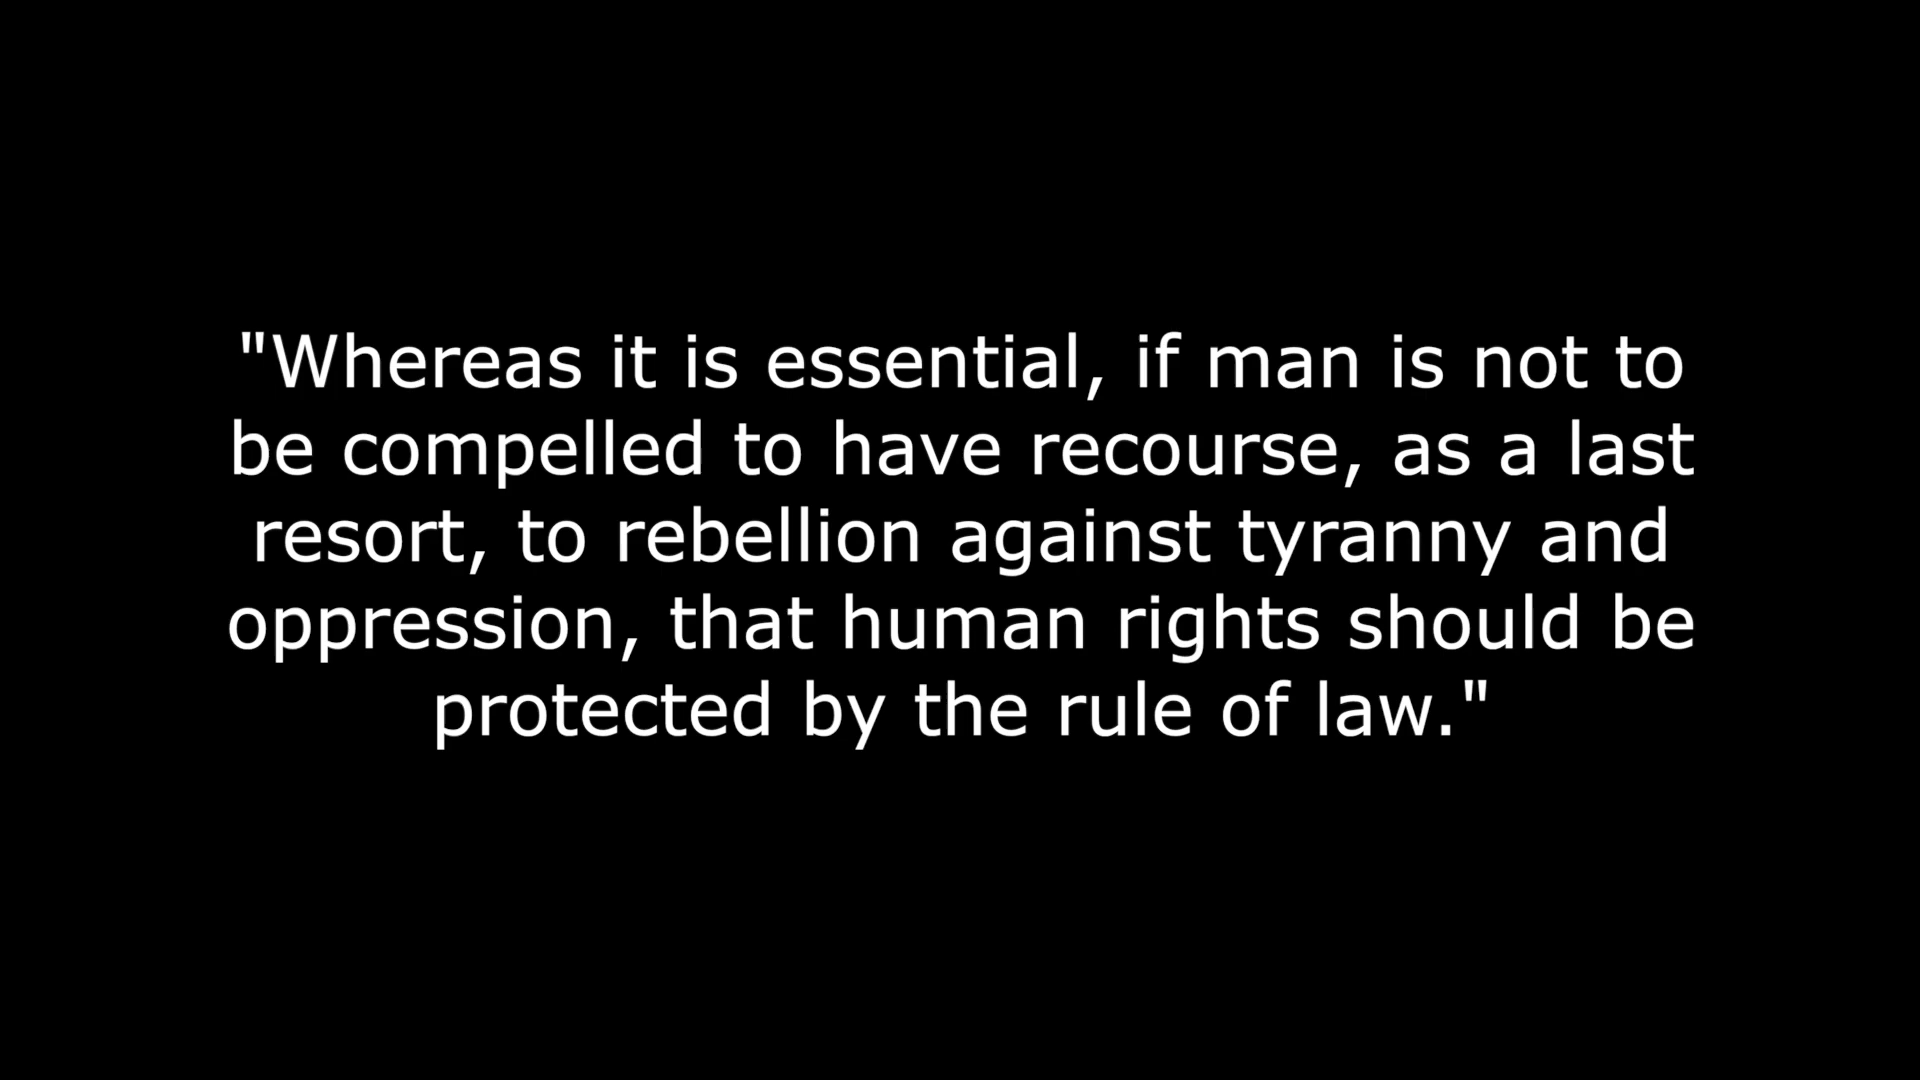 "Whereas it is essential, if man is not to
be compelled to have recourse, as a last
resort, to rebellion against tyranny and
oppression, that human rights should be
protected by the rule of law."